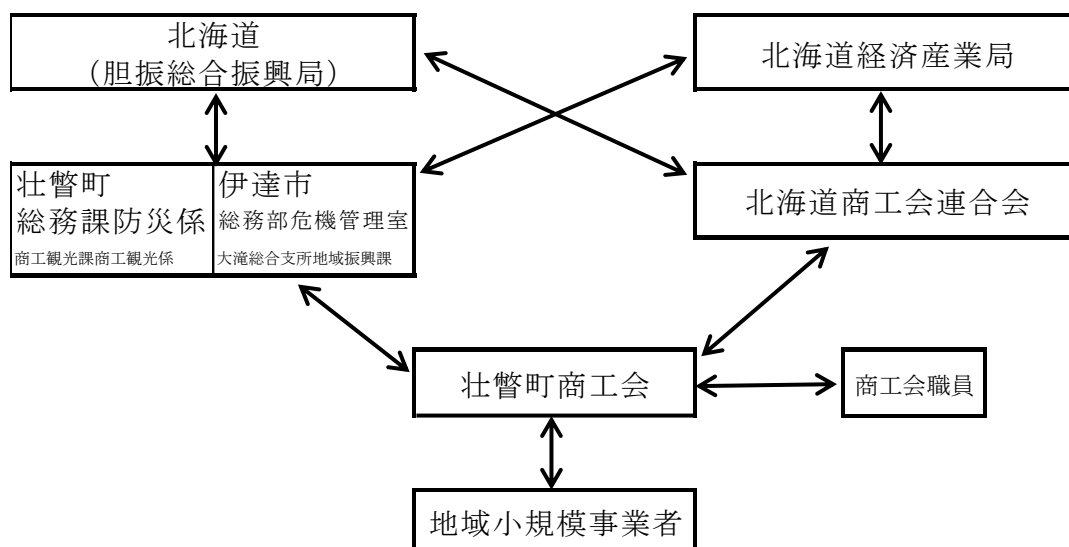 北海道
(胆振総合振興局)
北海道経済産業局
壮瞥町
総務課防災係
商工観光課商工観光係
伊達市
総務部危機管理室
大滝総合支所地域振興課
北海道商工会連合会
壮瞥町商工会
商工会職員
地域小規模事業者